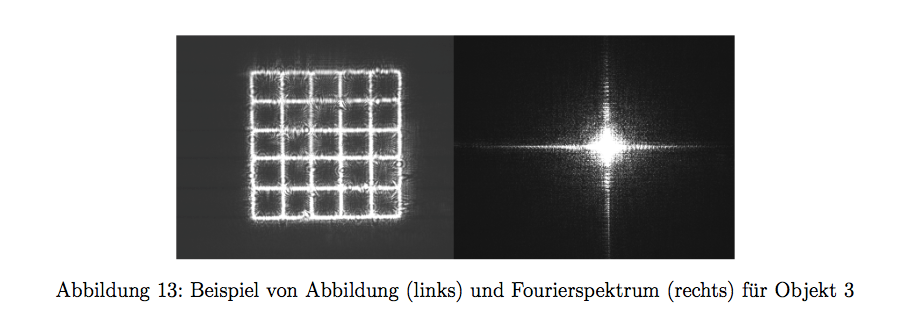 Abbildung 13: Beispiel von Abbildung (links) und Fourierspektrum (rechts) für Objekt 3